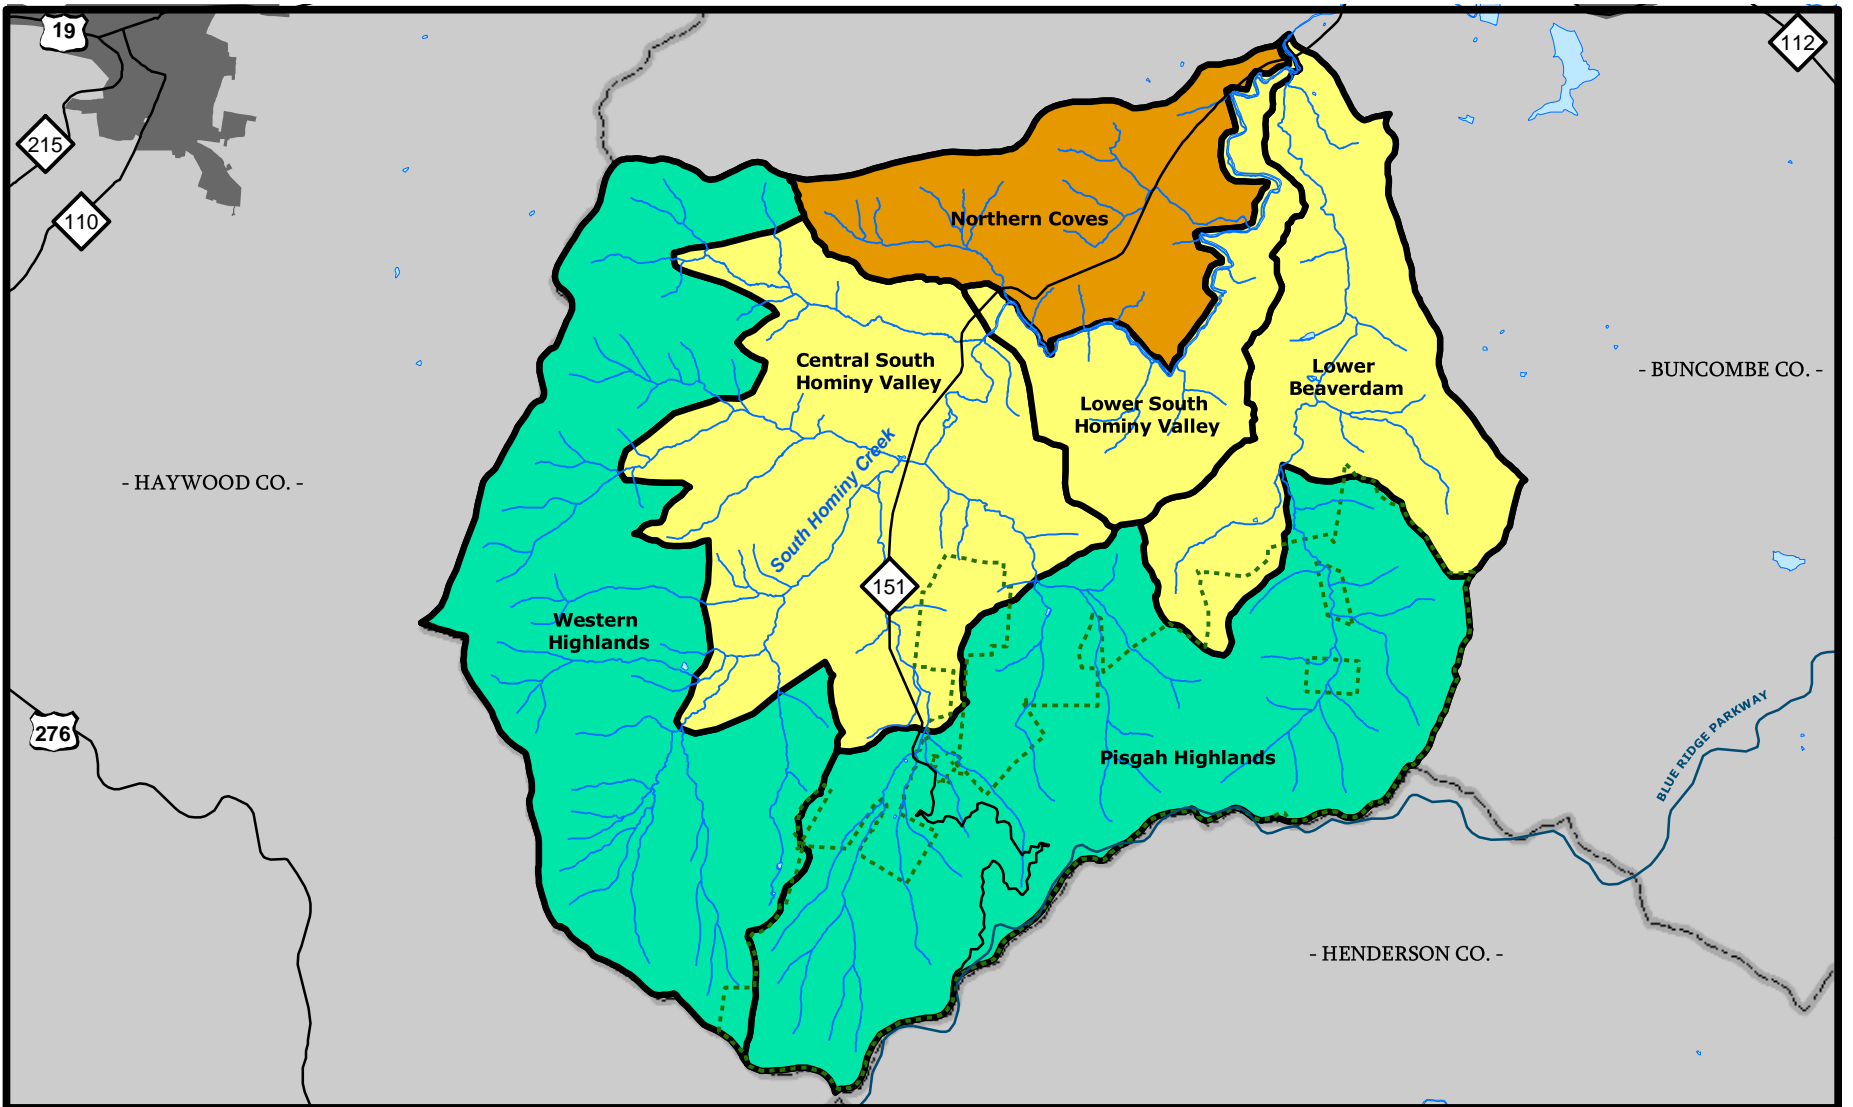 19
112
215
110
Northern Coves
Central South
Hominy Valley
Lower
Beaverdam
- BUNCOMBE CO. -
Lower South
Hominy Valley
South Hominy Creek
- HAYWOOD CO. -
151
Western
Highlands
276
BLUE RIDGE PARKWAY
Pisgah Highlands
- HENDERSON CO. -